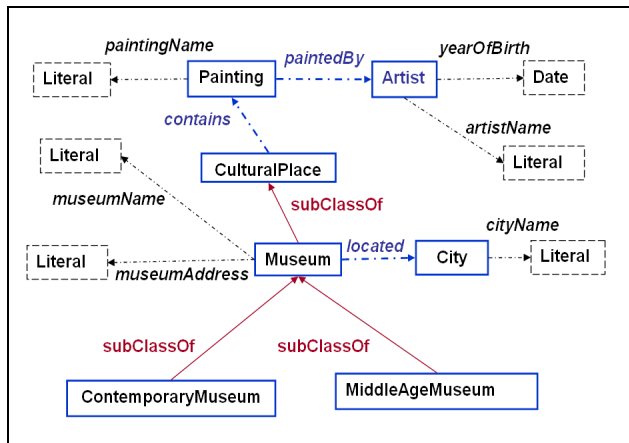 paintingName
paintedBy
yearOfBirth
Literal
Painting
Artist
Date
contains
artistName
Literal
CulturalPlace
Literal
museumName
subClassOf
cityName
located
Literal
museumAddress
Museum
City
Literal
subClassOf
subClassOf
ContemporaryMuseum
MiddleAgeMuseum